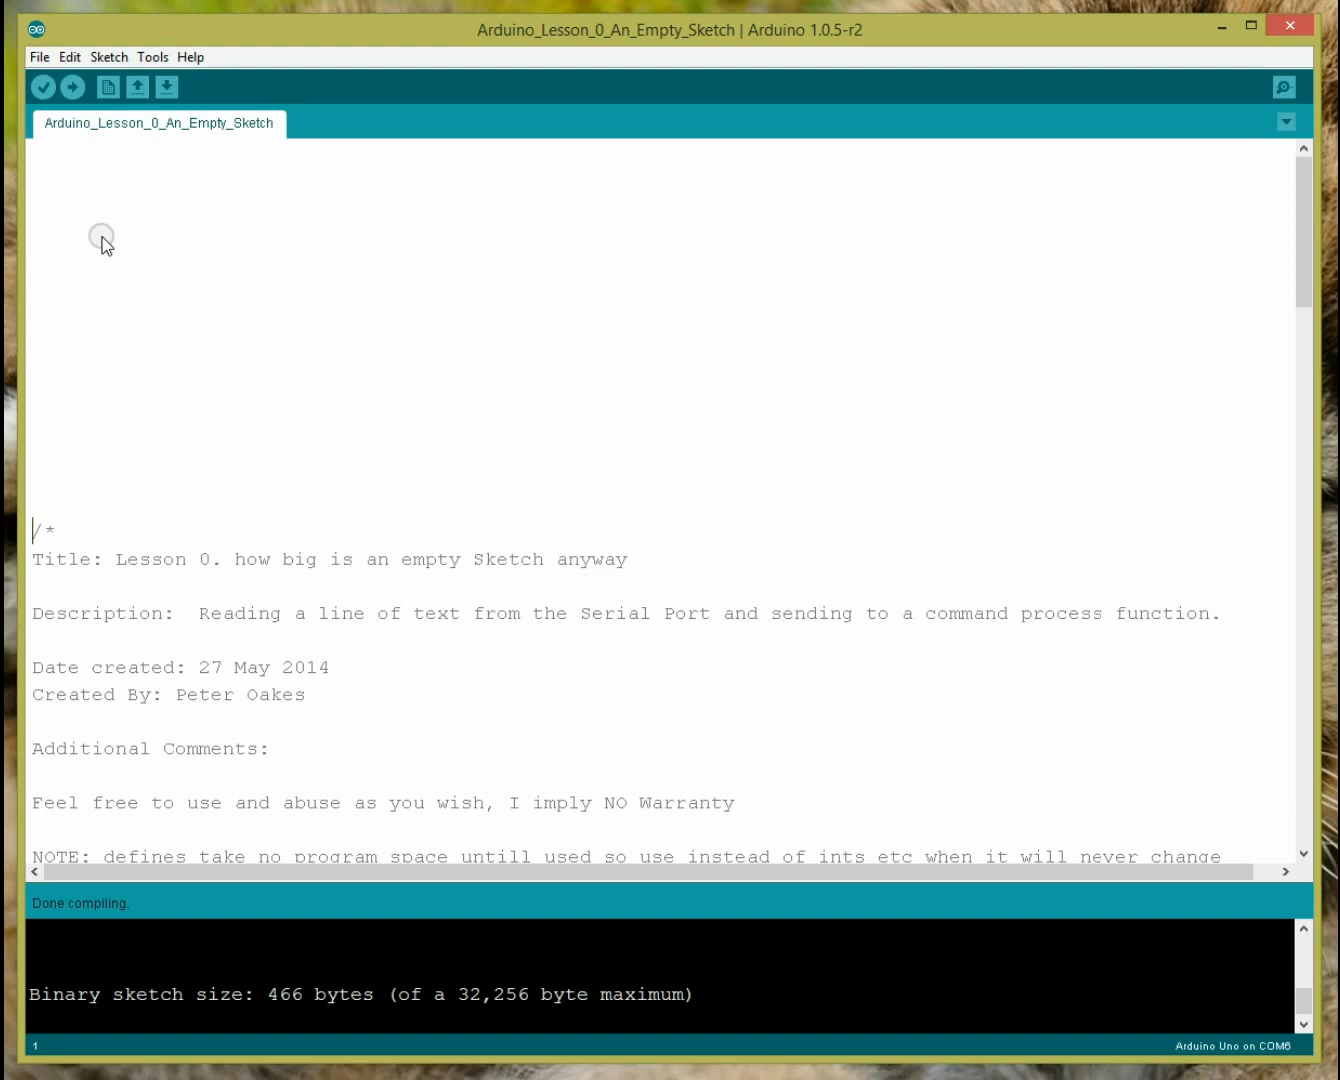 Arduino_Lesson_0_An_Empty_Sketch | Arduino 1.0.5-r2
File Edit Sketch Tools Help
Arduino_Lesson_0_An_Empty_Sketch
/*
Title: Lesson 0. how big is an empty Sketch anyway
Description:  Reading a line of text from the Serial Port and sending to a command process function.
Date created: 27 May 2014
Created By: Peter Oakes
Additional Comments:
Feel free to use and abuse as you wish, I imply NO Warranty
NOTE: defines take no program space untill used so use instead of ints etc when it will never change
Done compiling.
Binary sketch size: 466 bytes (of a 32,256 byte maximum)
1
Arduino Uno on COM6